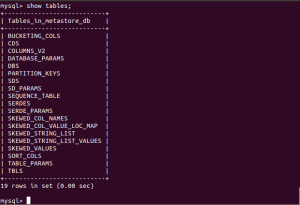 mysql> show tables;
+---------------------------+
| Tables_in_metastore_db    |
+---------------------------+
| BUCKETING_COLS            |
| CDS                       |
| COLUMNS_V2                |
| DATABASE_PARAMS           |
| DBS                       |
| PARTITION_KEYS            |
| SDS                       |
| SD_PARAMS                 |
| SEQUENCE_TABLE            |
| SERDES                    |
| SERDE_PARAMS              |
| SKEWED_COL_NAMES          |
| SKEWED_COL_VALUE_LOC_MAP  |
| SKEWED_STRING_LIST        |
| SKEWED_STRING_LIST_VALUES |
| SKEWED_VALUES             |
| SORT_COLS                 |
| TABLE_PARAMS              |
| TBLS                      |
+---------------------------+
19 rows in set (0.00 sec)
mysql>